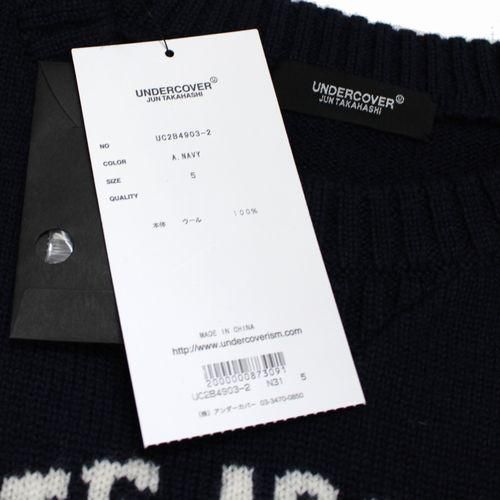 UNDERCOVER
JUN TAKAHASHI
NO UC2B4903-2
COLOR A.NAVY
SIZE 5
QUALITY
本体 ウール 100%
MADE IN CHINA
http://www.undercoverism.com/
2000000873091
UC2B4903-2 N31 5
(株) アンダーカバー 03-3470-0850
UNDERCOVER
JUN TAKAHASHI